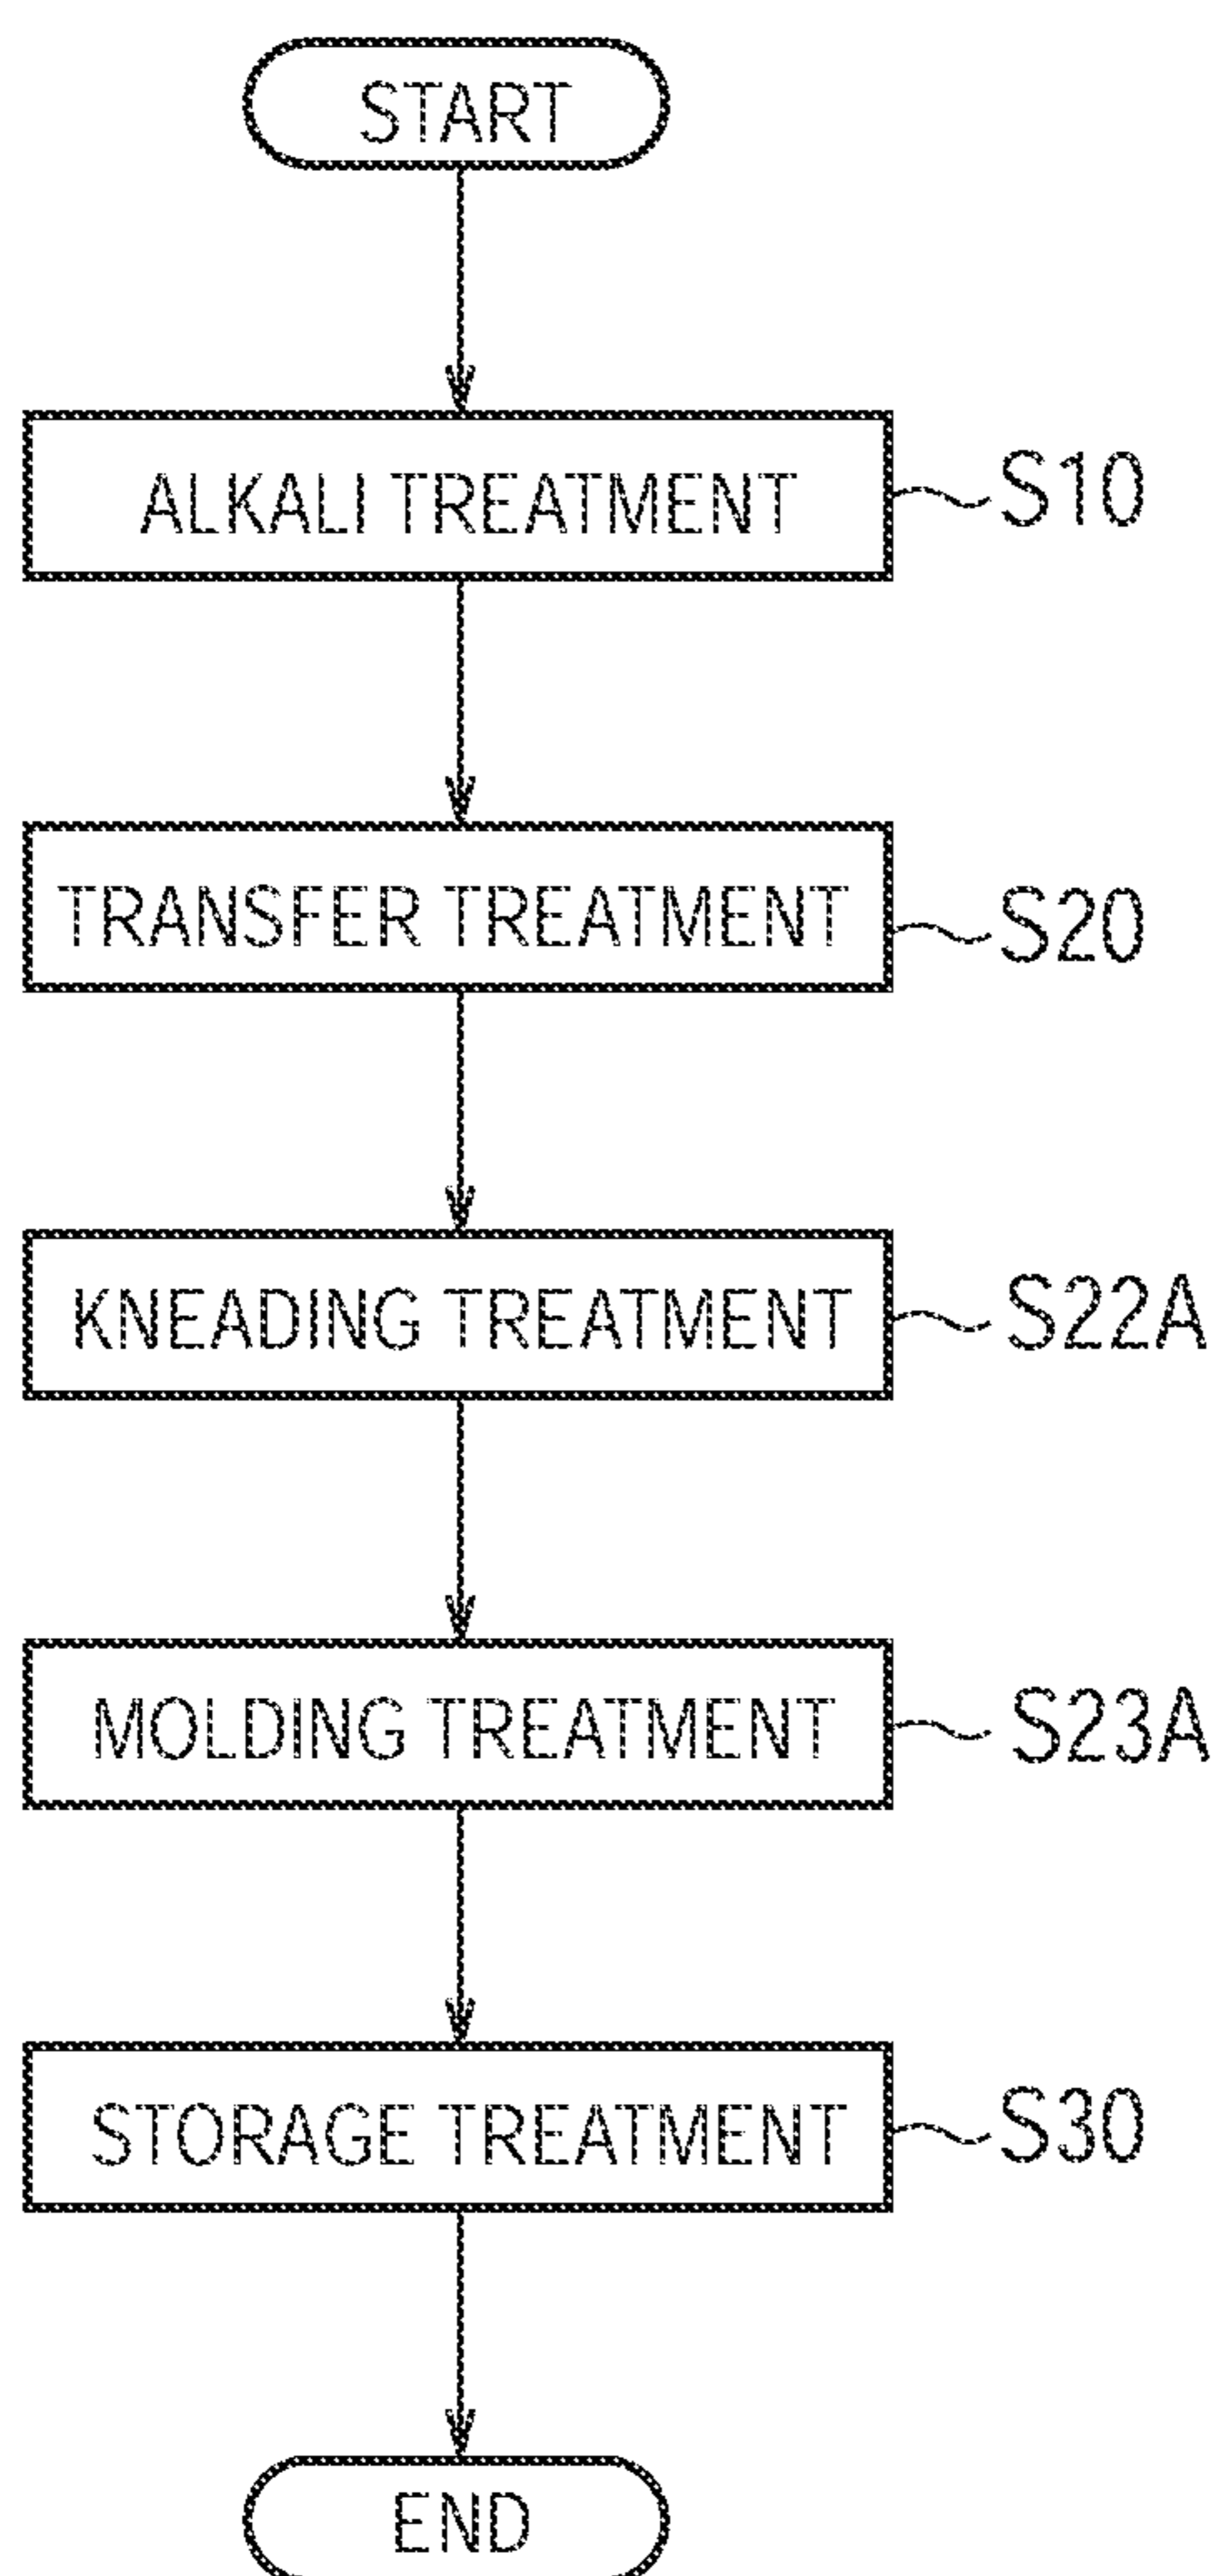 START
ALKALI TREATMENT S10
TRANSFER TREATMENT S20
KNEADING TREATMENT S22A
MOLDING TREATMENT S23A
STORAGE TREATMENT S30
END